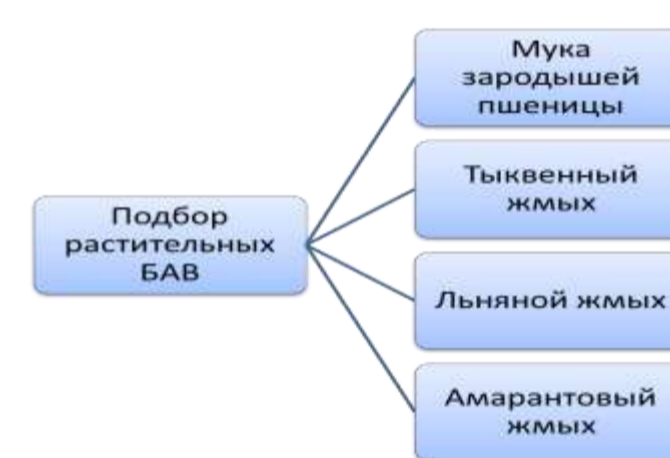 Подбор
растительных
БАВ
Мука
зародышей
пшеницы
Тыквенный
жмых
Льняной жмых
Амарантовый
жмых